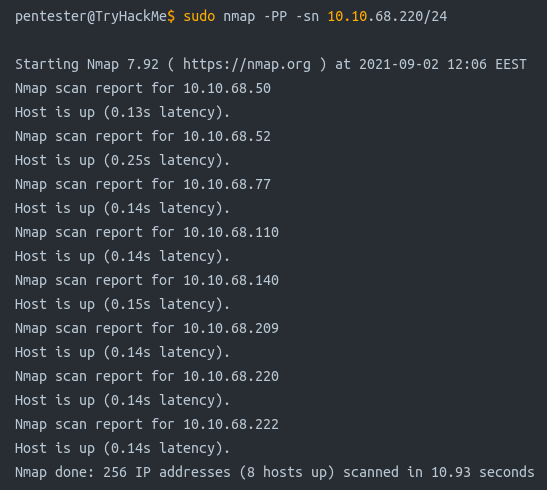 pentester@TryHackMe$ sudo nmap -PP -sn 10.10.68.220/24
Starting Nmap 7.92 ( https://nmap.org ) at 2021-09-02 12:06 EEST
Nmap scan report for 10.10.68.50
Host is up (0.13s latency).
Nmap scan report for 10.10.68.52
Host is up (0.25s latency).
Nmap scan report for 10.10.68.77
Host is up (0.14s latency).
Nmap scan report for 10.10.68.110
Host is up (0.14s latency).
Nmap scan report for 10.10.68.140
Host is up (0.15s latency).
Nmap scan report for 10.10.68.209
Host is up (0.14s latency).
Nmap scan report for 10.10.68.220
Host is up (0.14s latency).
Nmap scan report for 10.10.68.222
Host is up (0.14s latency).
Nmap done: 256 IP addresses (8 hosts up) scanned in 10.93 seconds